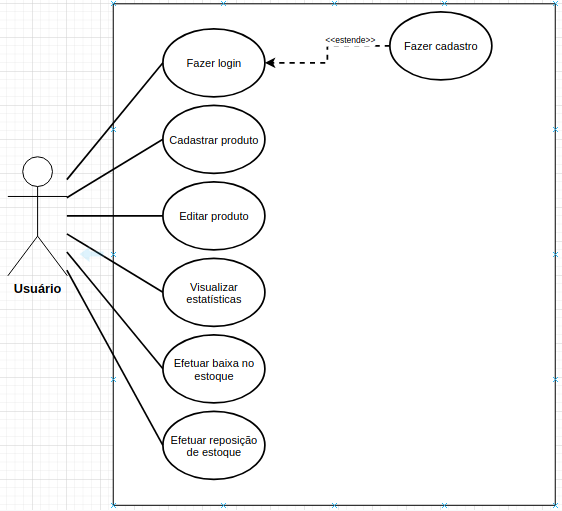 <<estende>>
Fazer cadastro
Fazer login
Cadastrar produto
Editar produto
Usuário
Visualizar
estatísticas
Efetuar baixa no
estoque
Efetuar reposição
de estoque